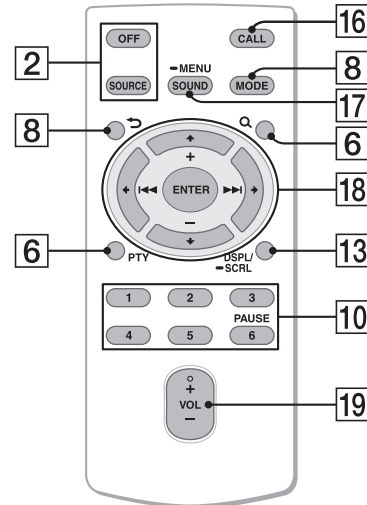 16
OFF CALL
2 8
– MENU
SOURCE SOUND MODE
17
8 6
+
ENTER 18
–
6 PTY DSPL/ 13
– SCRL
1 2 3
10
PAUSE
4 5 6
+
VOL 19
–